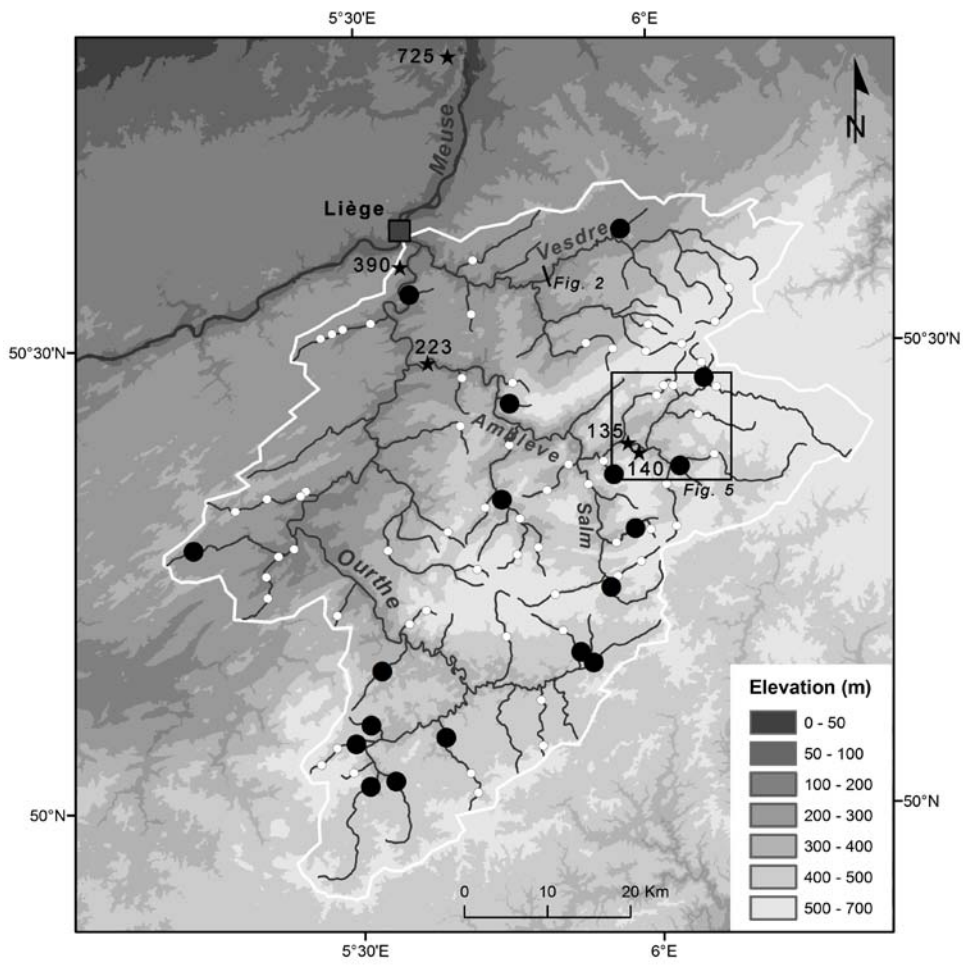 5°30'E
6°E
725
N
Meuse
Liège
Vesdre
390
Fig. 2
50°30'N
50°30'N
223
Amblève
135
140
Fig. 5
Salm
Ourthe
Elevation (m)
0 - 50
50 - 100
100 - 200
200 - 300
300 - 400
400 - 500
500 - 700
50°N
50°N
0 10 20 Km
5°30'E
6°E